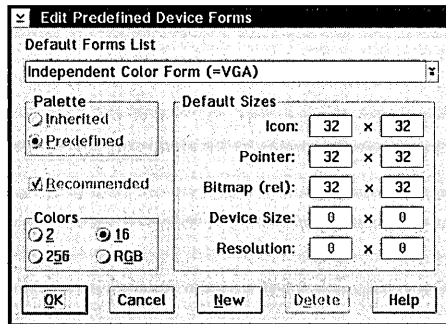 Edit Predefined Device Forms
Default Forms List
Independent Color Form (=VGA)
Palette
Inherited
Predefined
Recommended
Colors
2 16
256 RGB
Default Sizes
Icon: 32 × 32
Pointer: 32 × 32
Bitmap (rel): 32 × 32
Device Size: 0 × 0
Resolution: 0 × 0
OK Cancel New Delete Help